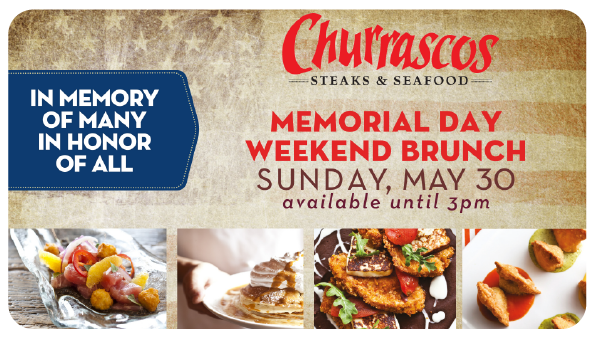 Churrascos
STEAKS & SEAFOOD
IN MEMORY
OF MANY
IN HONOR
OF ALL
MEMORIAL DAY
WEEKEND BRUNCH
SUNDAY, MAY 30
available until 3pm